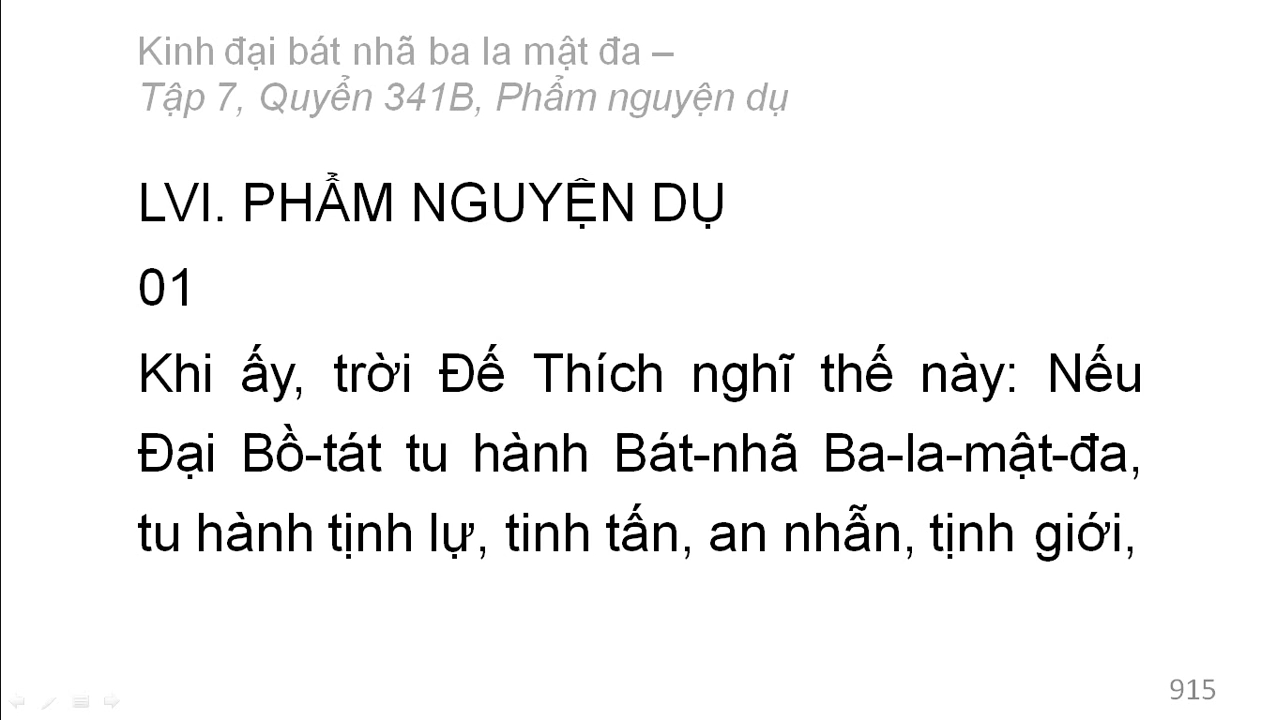 Kinh đại bát nhã ba la mật đa –
Tập 7, Quyển 341B, Phẩm nguyện dụ
LVI. PHẨM NGUYỆN DỤ
01
Khi ấy, trời Đế Thích nghĩ thế này: Nếu
Đại Bồ-tát tu hành Bát-nhã Ba-la-mật-đa,
tu hành tịnh lự, tinh tấn, an nhẫn, tịnh giới,
915